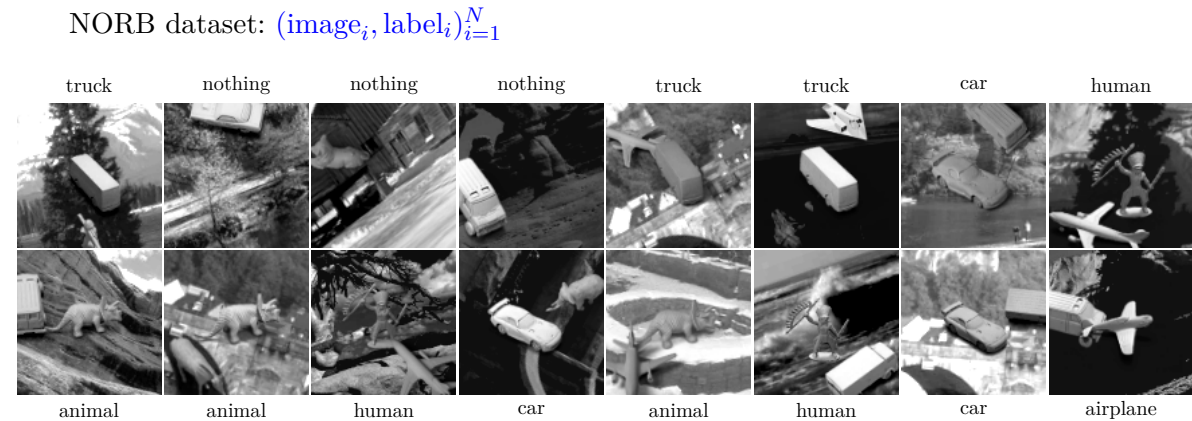 NORB dataset: (image_i, label_i)_{i=1}^N
truck nothing nothing nothing truck truck car human
animal animal human car animal human car airplane